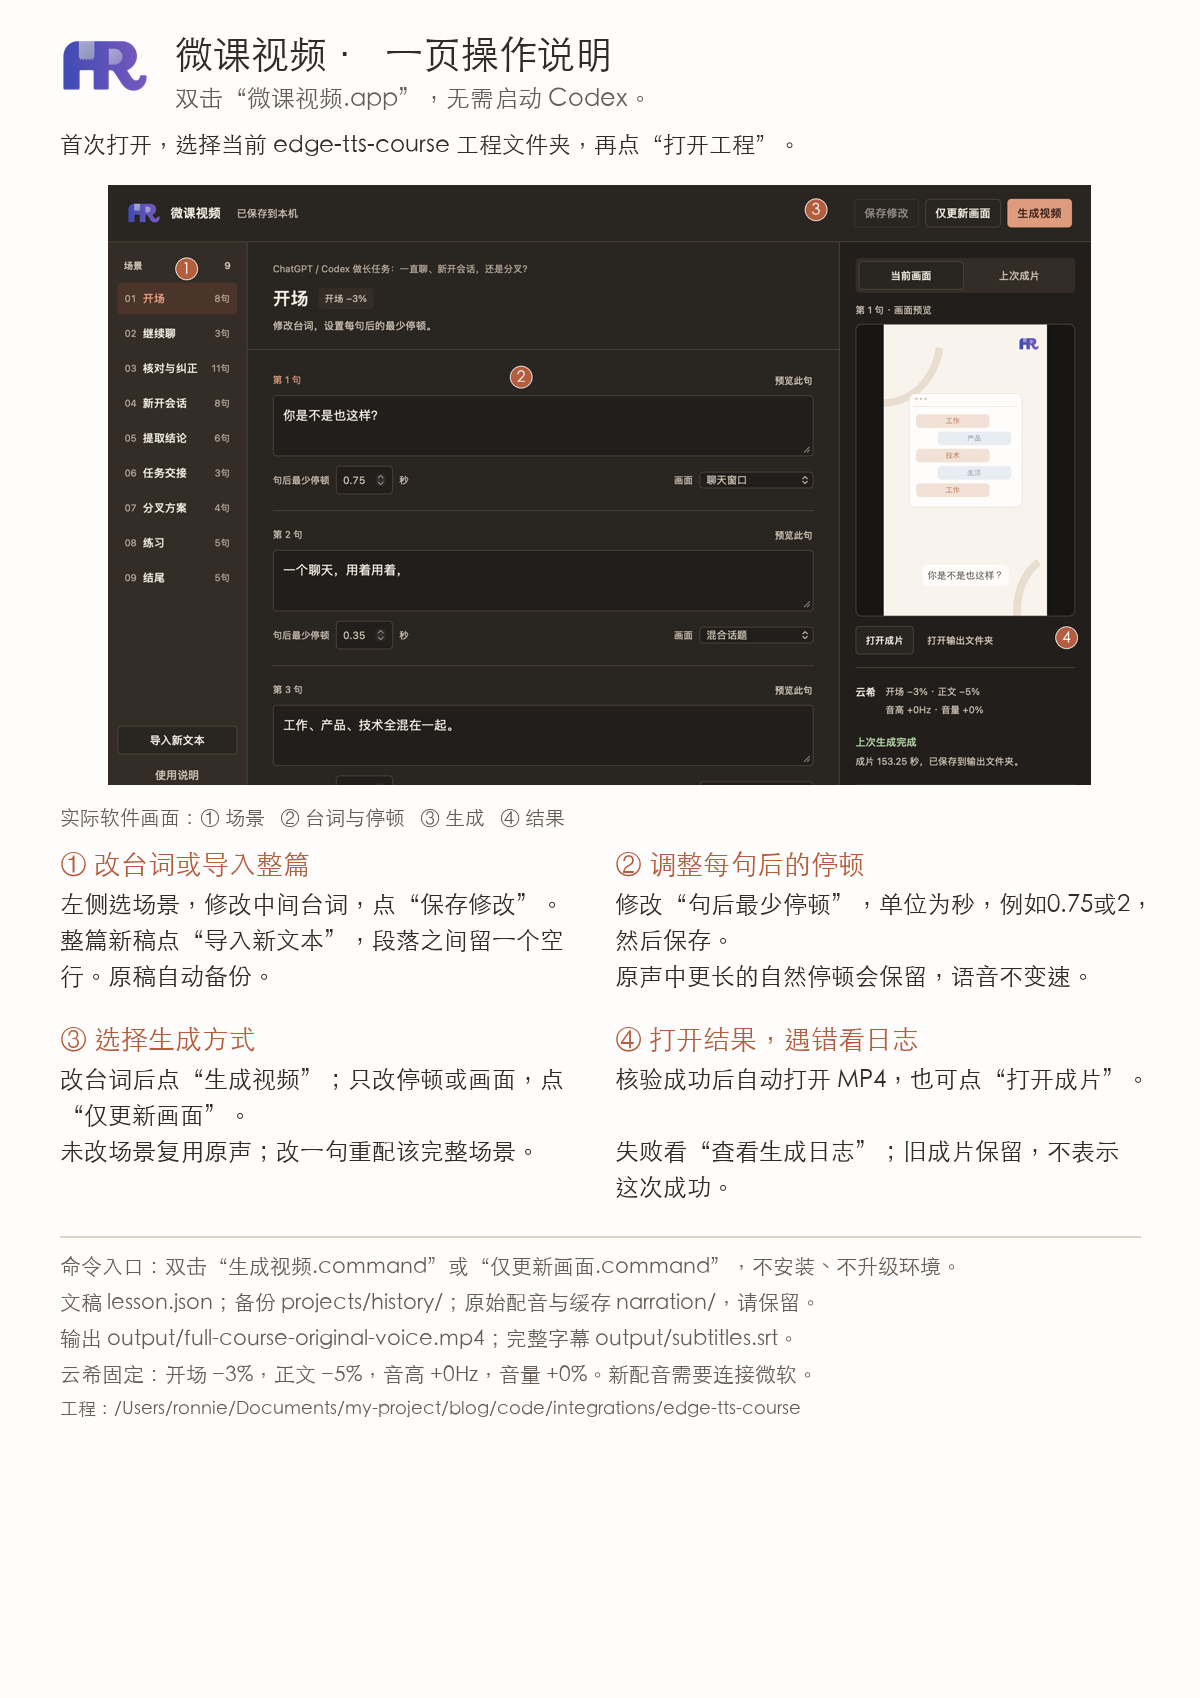 HR
微课视频 · 一页操作说明
双击“微课视频.app”，无需启动 Codex。
首次打开，选择当前 edge-tts-course 工程文件夹，再点“打开工程”。
HR 微课视频 已保存到本机 3 保存修改 仅更新画面 生成视频
场景 1 9
01 开场 8句
02 继续聊 3句
03 核对与纠正 11句
04 新开会话 8句
05 提取结论 6句
06 任务交接 3句
07 分叉方案 4句
08 练习 5句
09 结尾 5句
导入新文本
使用说明
ChatGPT / Codex 做长任务：一直聊、新开会话，还是分叉？
开场 开场 −3%
修改台词，设置每句后的最少停顿。
第 1 句 2 预览此句
你是不是也这样？
句后最少停顿 0.75 秒 画面 聊天窗口
第 2 句 预览此句
一个聊天，用着用着，
句后最少停顿 0.35 秒 画面 混合话题
第 3 句 预览此句
工作、产品、技术全混在一起。
当前画面 上次成片
第 1 句 · 画面预览
HR
工作
产品
技术
生活
工作
你是不是也这样？
打开成片 打开输出文件夹 4
云希 开场 −3% · 正文 −5%
音高 +0Hz · 音量 +0%
上次生成完成
成片 153.25 秒，已保存到输出文件夹。
实际软件画面：① 场景 ② 台词与停顿 ③ 生成 ④ 结果
① 改台词或导入整篇
左侧选场景，修改中间台词，点“保存修改”。
整篇新稿点“导入新文本”，段落之间留一个空
行。原稿自动备份。
② 调整每句后的停顿
修改“句后最少停顿”，单位为秒，例如0.75或2，
然后保存。
原声中更长的自然停顿会保留，语音不变速。
③ 选择生成方式
改台词后点“生成视频”；只改停顿或画面，点
“仅更新画面”。
未改场景复用原声；改一句重配该完整场景。
④ 打开结果，遇错看日志
核验成功后自动打开 MP4，也可点“打开成片”。
失败看“查看生成日志”；旧成片保留，不表示
这次成功。
命令入口：双击“生成视频.command”或“仅更新画面.command”，不安装、不升级环境。
文稿 lesson.json；备份 projects/history/；原始配音与缓存 narration/，请保留。
输出 output/full-course-original-voice.mp4；完整字幕 output/subtitles.srt。
云希固定：开场 −3%，正文 −5%，音高 +0Hz，音量 +0%。新配音需要连接微软。
工程：/Users/ronnie/Documents/my-project/blog/code/integrations/edge-tts-course